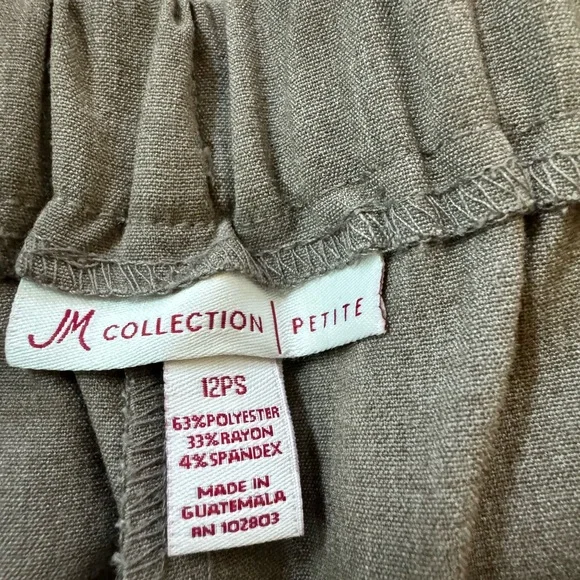 JM COLLECTION | PETITE
12PS
63%POLYESTER
33%RAYON
4%SPANDEX
MADE IN
GUATEMALA
RN 102803